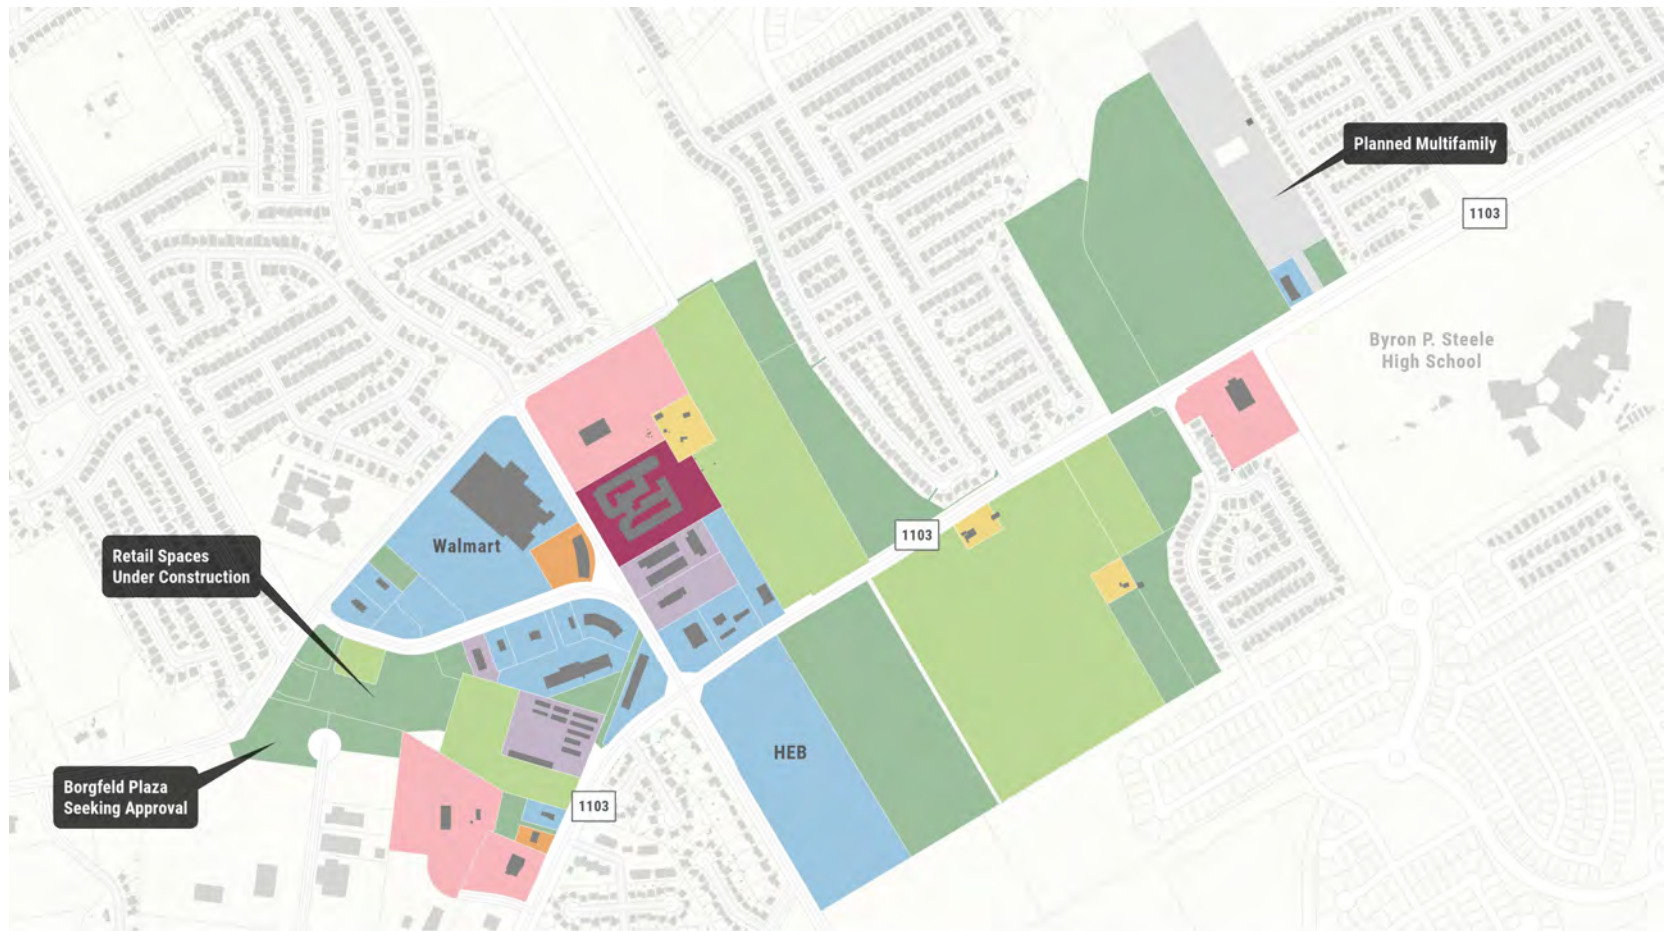 Planned Multifamily
1103
Byron P. Steele
High School
1103
Walmart
Retail Spaces
Under Construction
HEB
Borgfeld Plaza
Seeking Approval
1103